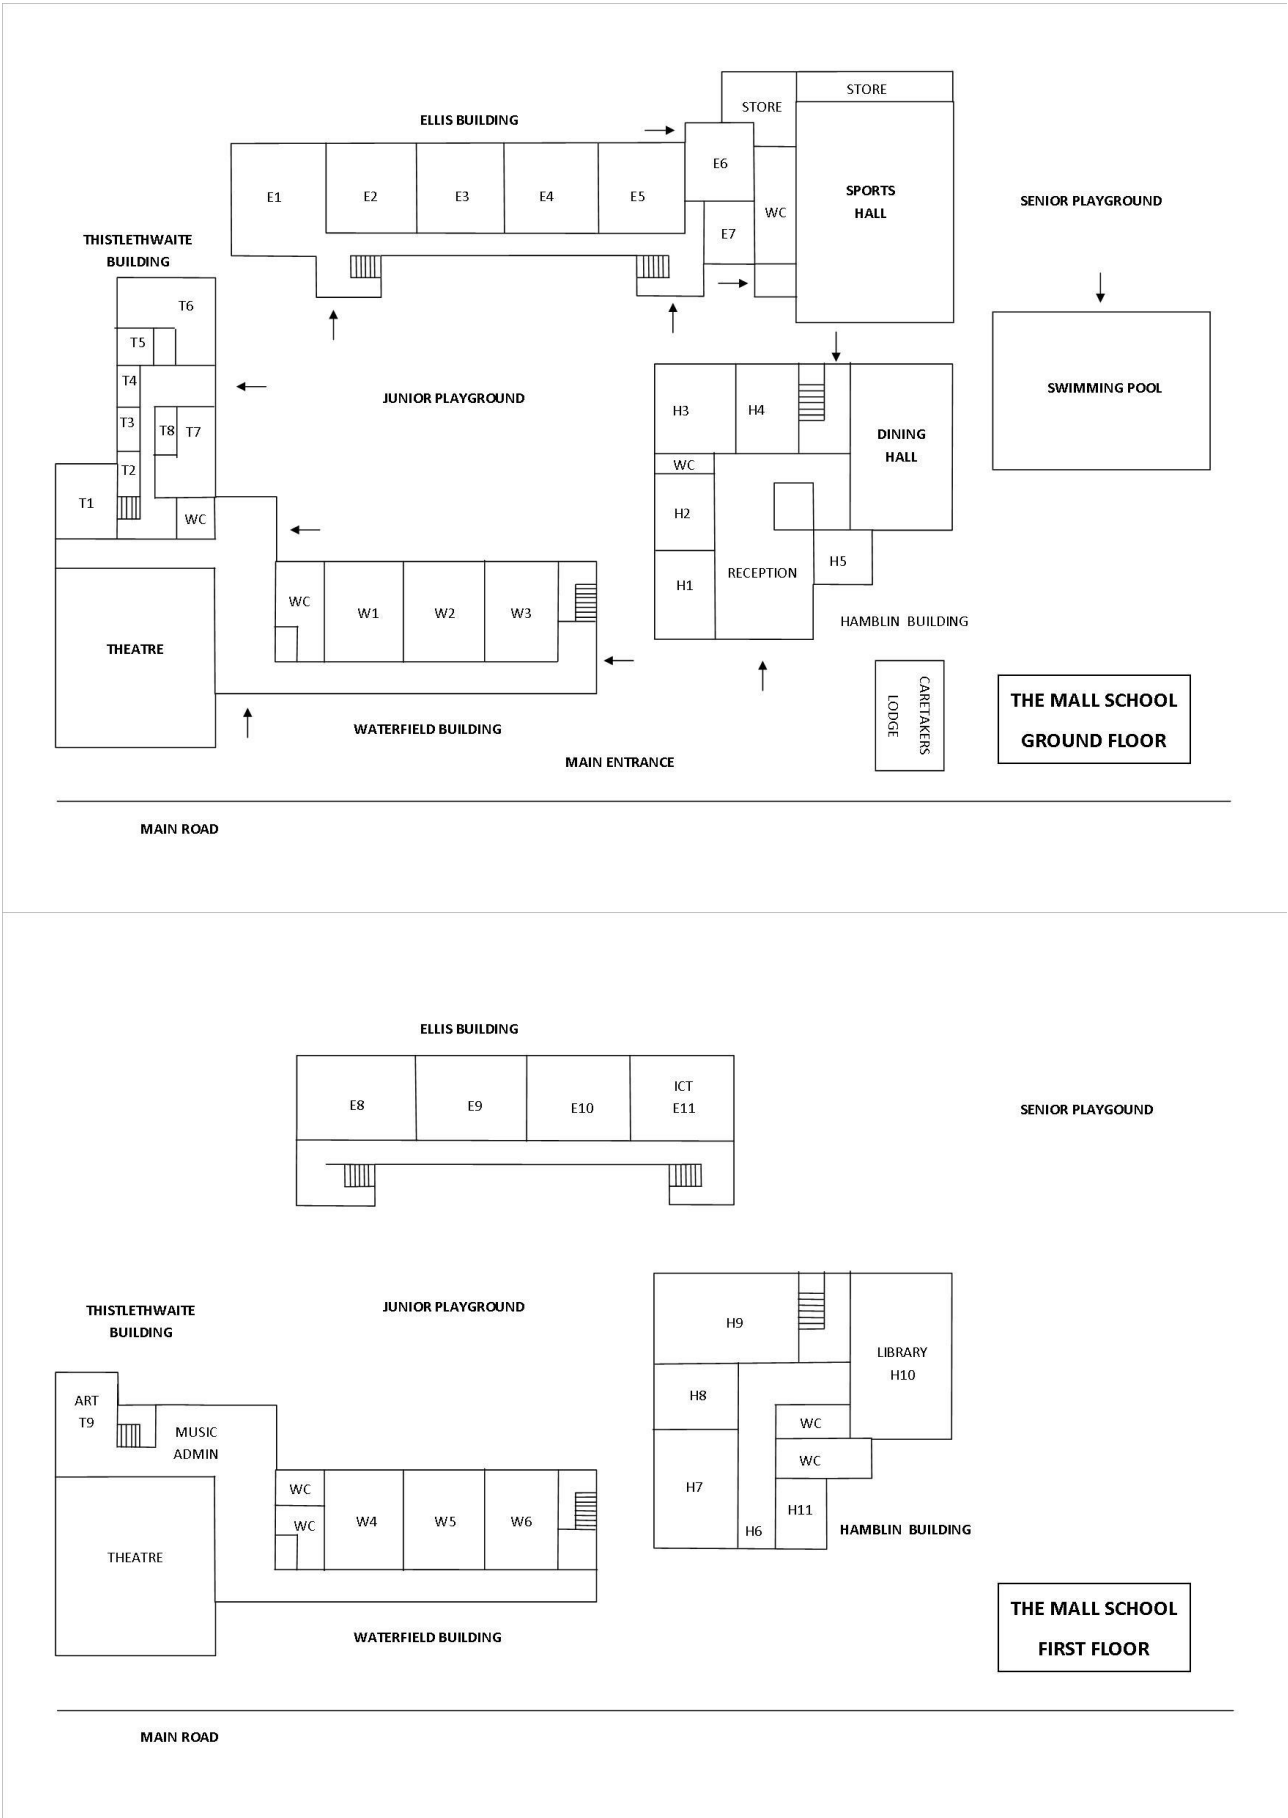 STORE
STORE
ELLIS BUILDING
E6
E1
E2
E3
E4
E5
SPORTS
HALL
SENIOR PLAYGROUND
WC
E7
THISTLETHWAITE
BUILDING
T6
T5
T4
T3
T8
T7
T2
T1
WC
JUNIOR PLAYGROUND
SWIMMING POOL
H3
H4
DINING
HALL
WC
H2
H5
RECEPTION
H1
WC
W1
W2
W3
HAMBLIN BUILDING
THEATRE
CARETAKERS
LODGE
THE MALL SCHOOL
GROUND FLOOR
WATERFIELD BUILDING
MAIN ENTRANCE
MAIN ROAD
ELLIS BUILDING
E8
E9
E10
ICT
E11
SENIOR PLAYGOUND
THISTLETHWAITE
BUILDING
JUNIOR PLAYGROUND
H9
LIBRARY
H10
H8
ART
T9
MUSIC
ADMIN
WC
WC
H7
H11
H6
WC
WC
W4
W5
W6
HAMBLIN BUILDING
THEATRE
THE MALL SCHOOL
FIRST FLOOR
WATERFIELD BUILDING
MAIN ROAD